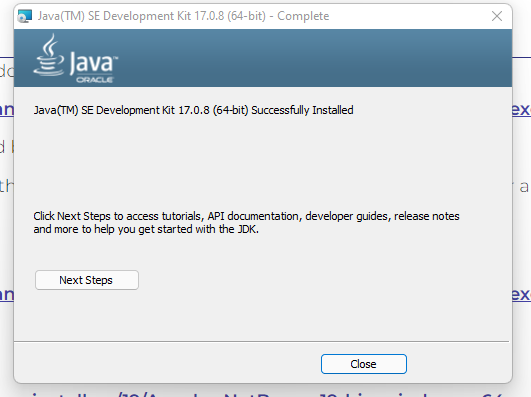 Java(TM) SE Development Kit 17.0.8 (64-bit) - Complete
Java™
ORACLE
Java(TM) SE Development Kit 17.0.8 (64-bit) Successfully Installed
Click Next Steps to access tutorials, API documentation, developer guides, release notes
and more to help you get started with the JDK.
Next Steps
Close